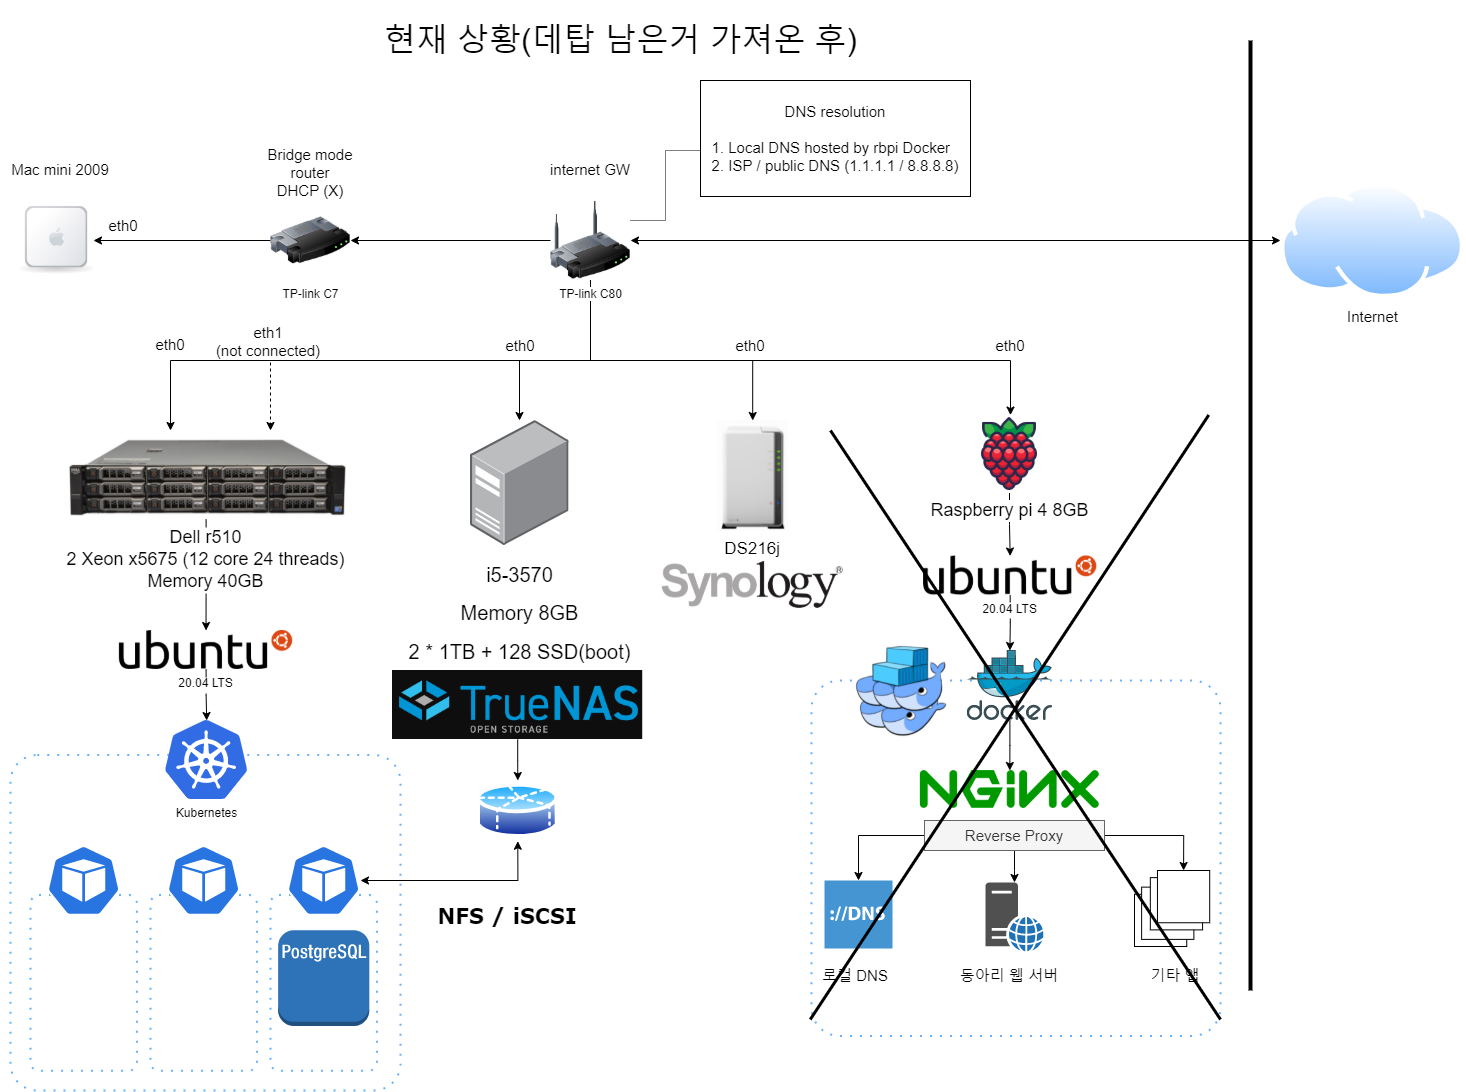 현재 상황(데탑 남은거 가져온 후)
DNS resolution
1. Local DNS hosted by rbpi Docker
2. ISP / public DNS (1.1.1.1 / 8.8.8.8)
Mac mini 2009
Bridge mode
router
DHCP (X)
internet GW
eth0
TP-link C7
TP-link C80
Internet
eth0
eth1
(not connected)
eth0
eth0
eth0
Dell r510
2 Xeon x5675 (12 core 24 threads)
Memory 40GB
ubuntu
20.04 LTS
Kubernetes
PostgreSQL
i5-3570
Memory 8GB
2 * 1TB + 128 SSD(boot)
TrueNAS
OPEN STORAGE
NFS / iSCSI
DS216j
Synology®
Raspberry pi 4 8GB
ubuntu
20.04 LTS
docker
NGINX
Reverse Proxy
://DNS
로컬 DNS
동아리 웹 서버
기타 앱